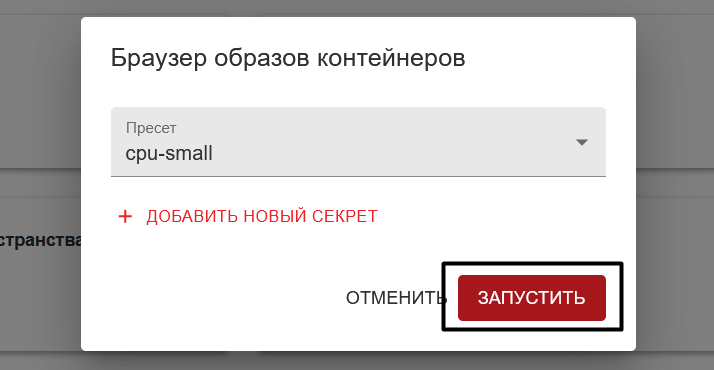 Браузер образов контейнеров
Пресет
cpu-small
+ ДОБАВИТЬ НОВЫЙ СЕКРЕТ
странства
ОТМЕНИТЬ ЗАПУСТИТЬ